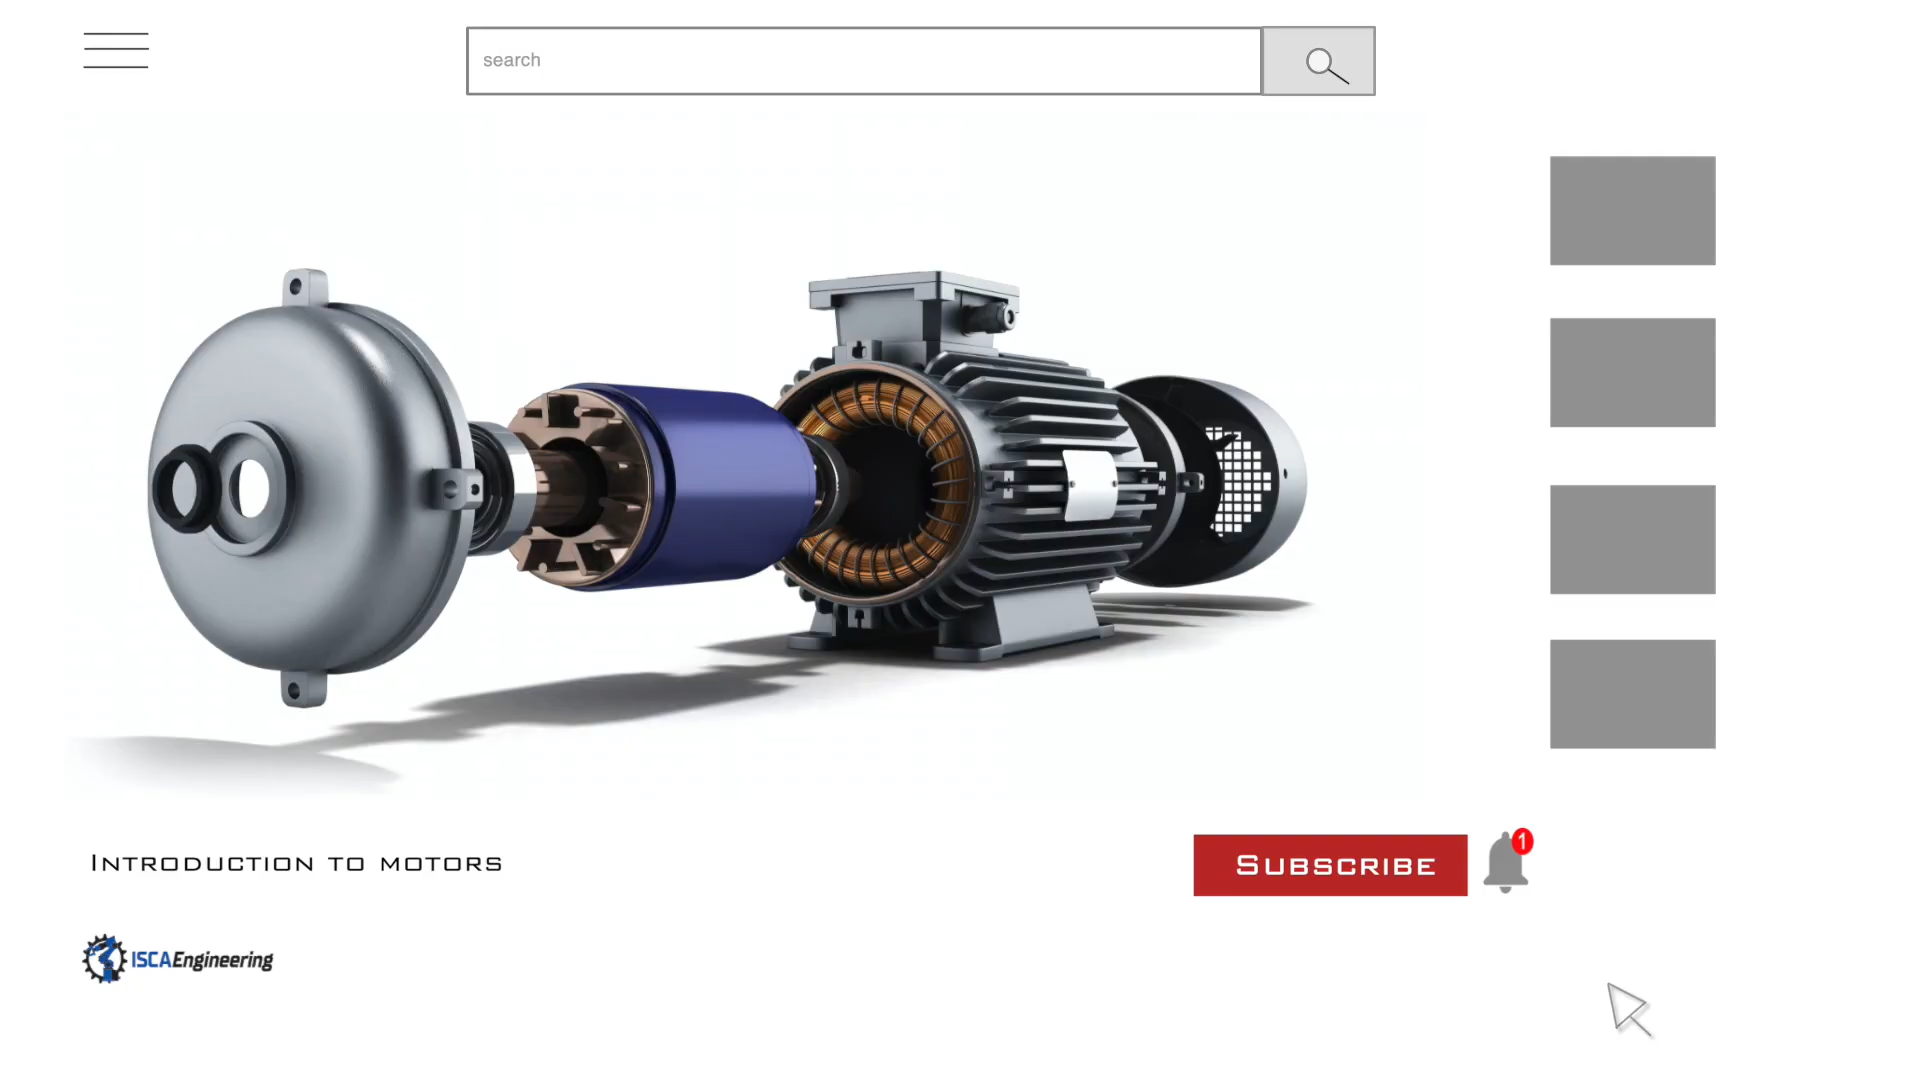 search
INTRODUCTION TO MOTORS
SUBSCRIBE
1
ISCAEngineering